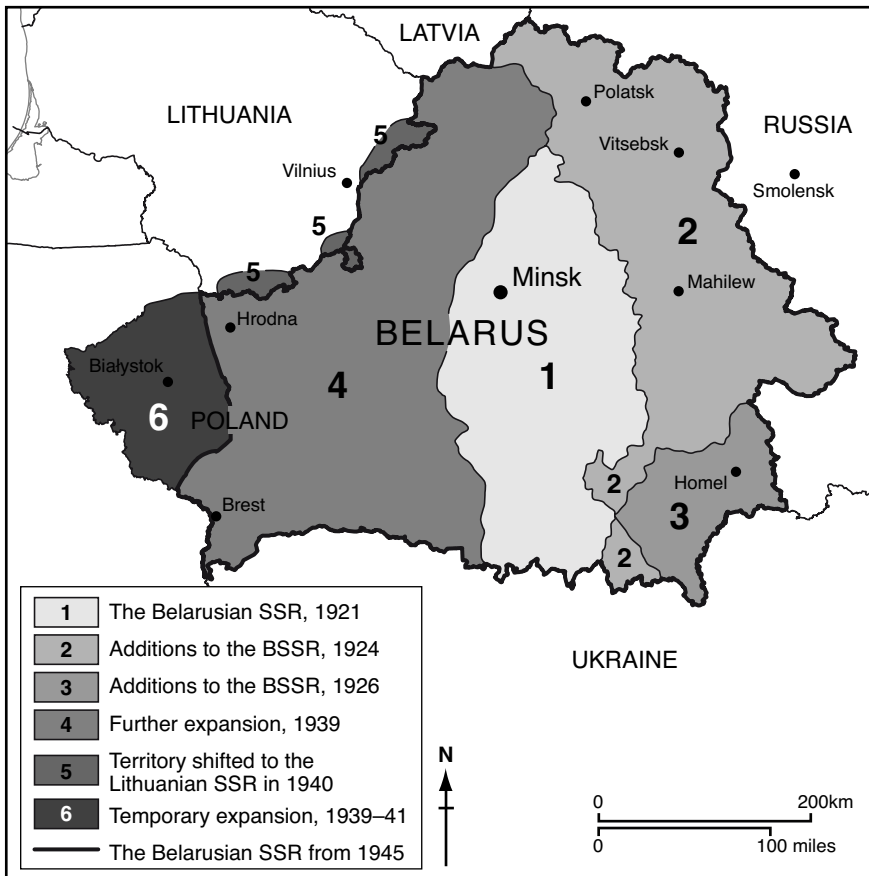 LATVIA
Polatsk
LITHUANIA
RUSSIA
5
Vitsebsk
Vilnius
Smolensk
5
2
5
Minsk
Mahilew
Hrodna
BELARUS
Białystok
4
1
6
POLAND
Homel
2
3
Brest
2
1 The Belarusian SSR, 1921
2 Additions to the BSSR, 1924
3 Additions to the BSSR, 1926
4 Further expansion, 1939
5 Territory shifted to the
Lithuanian SSR in 1940
6 Temporary expansion, 1939–41
The Belarusian SSR from 1945
UKRAINE
N
0 200km
0 100 miles